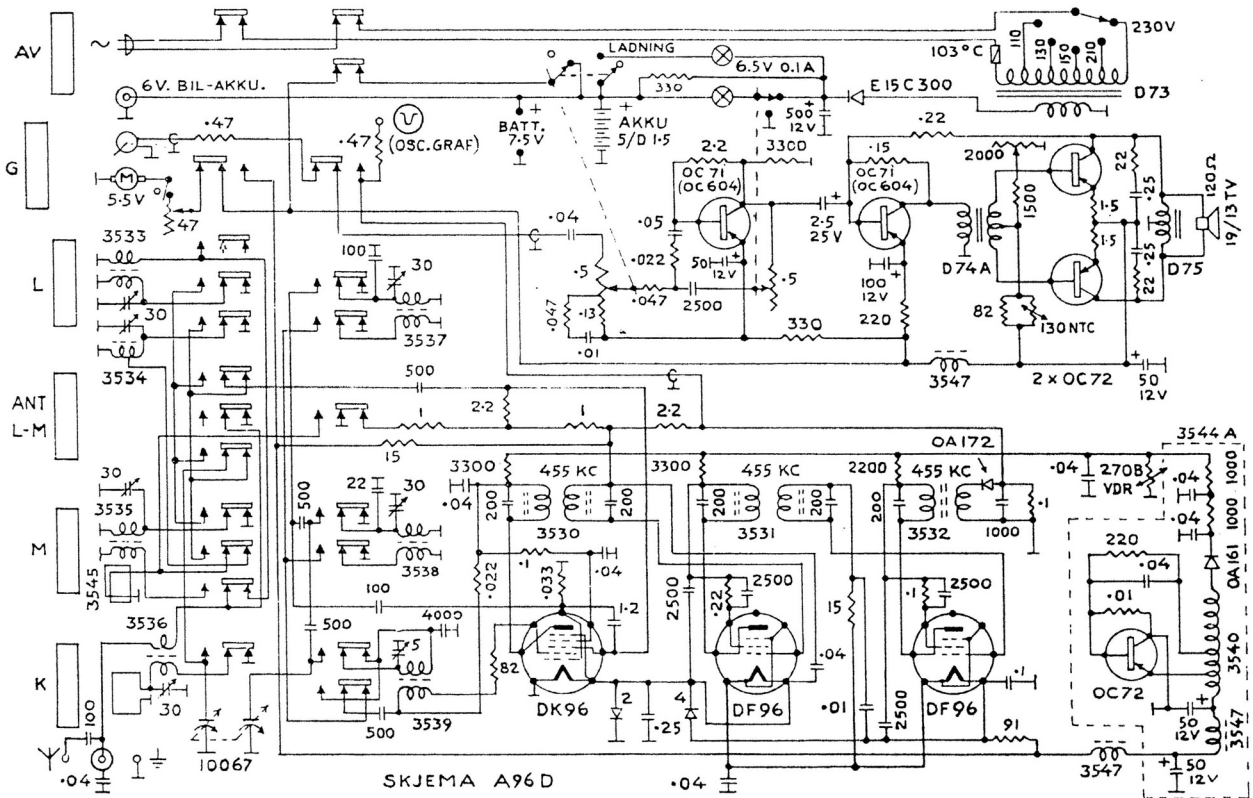 AV
~
110
130
150
210
230V
103°C
D73
LADNING
330
6.5V 0.1A
E15C300
6V. BIL-AKKU.
BATT.
7.5V
AKKU
5/D 1.5
500
12V
G
.47
.47
(OSC.GRAF)
M
5.5V
47
2.2
OC71
(OC604)
3300
.22
.15
OC71
(OC604)
2000
1500
22
.25
1.5
1.5
.25
22
120Ω
19/13 TV
D75
.05
.022
50
12V
2.5
25V
D74A
100
12V
220
82
130 NTC
2 x OC72
50
12V
L
3533
30
3534
100
30
3537
.04
.5
.13
.047
.01
.047
2500
.5
330
3547
ANT
L-M
500
2.2
1
1
2.2
15
OA172
3544A
M
30
3535
3545
3536
500
22
30
3538
3300
.04
200
455 KC
200
3530
3300
200
455 KC
200
3531
2200
200
455 KC
3532
1000
.1
.04
270B
VDR
.04
.04
1000
1000
OA161
.022
.1
.033
.04
2500
.22
2500
15
.1
2500
220
.04
.01
OC72
3540
K
100
.04
30
10067
100
500
5
4000
3539
500
82
1.2
DK96
2
.25
4
DF96
.04
.01
2500
DF96
.1
91
3547
50
12V
3547
50
12V
.04
SKJEMA A96D